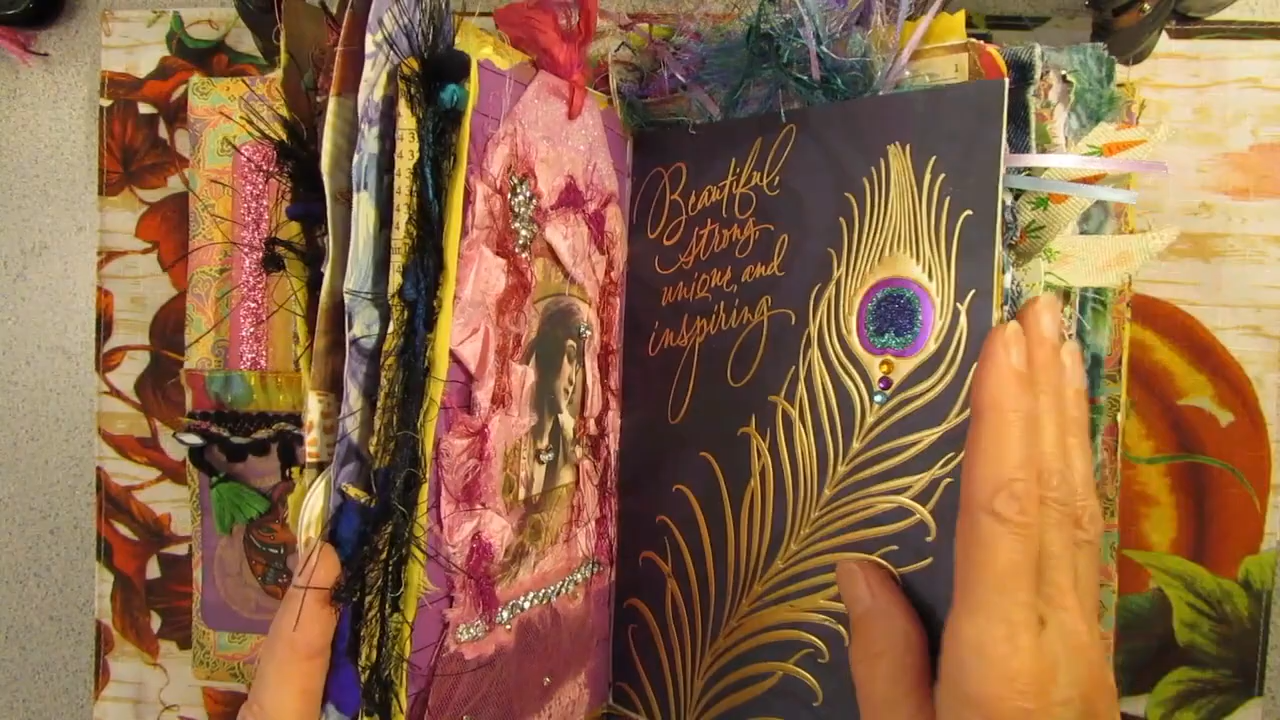 Beautiful,
strong,
unique, and
inspiring